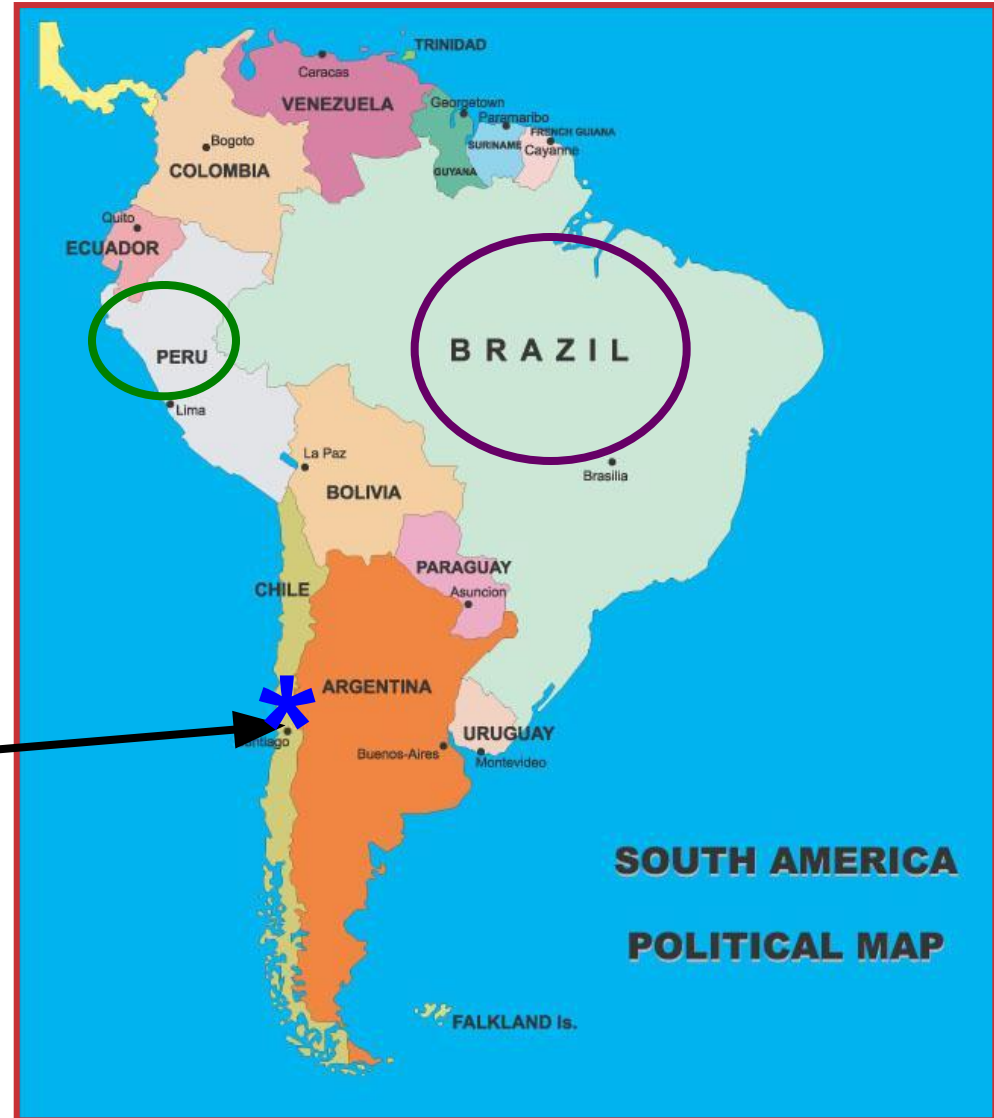 TRINIDAD
Caracas
VENEZUELA
Georgetown
Paramaribo
FRENCH GUIANA
Bogoto
SURINAME
Cayanne
COLOMBIA
GUYANA
Quito
ECUADOR
BRAZIL
PERU
Lima
La Paz
Brasilia
BOLIVIA
PARAGUAY
CHILE
Asuncion
ARGENTINA
*
URUGUAY
Buenos-Aires
Montevideo
SOUTH AMERICA
POLITICAL MAP
FALKLAND Is.